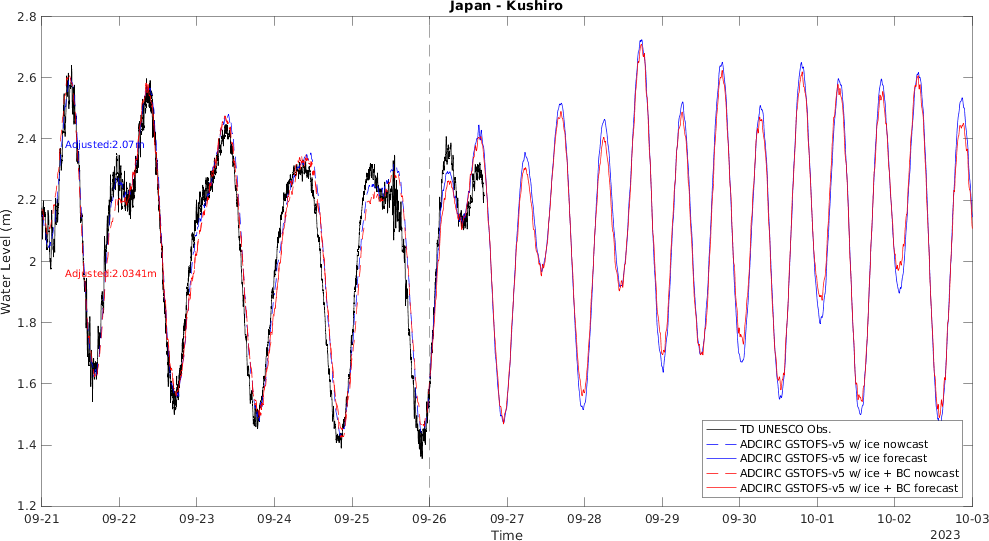 Japan - Kushiro
2.8
2.6
2.4
2.2
2
1.8
1.6
1.4
1.2
Water Level (m)
Adjusted:2.07m
Adjusted:2.0341m
TD UNESCO Obs.
ADCIRC GSTOFS-v5 w/ ice nowcast
ADCIRC GSTOFS-v5 w/ ice forecast
ADCIRC GSTOFS-v5 w/ ice + BC nowcast
ADCIRC GSTOFS-v5 w/ ice + BC forecast
09-21 09-22 09-23 09-24 09-25 09-26 09-27 09-28 09-29 09-30 10-01 10-02 10-03
Time
2023